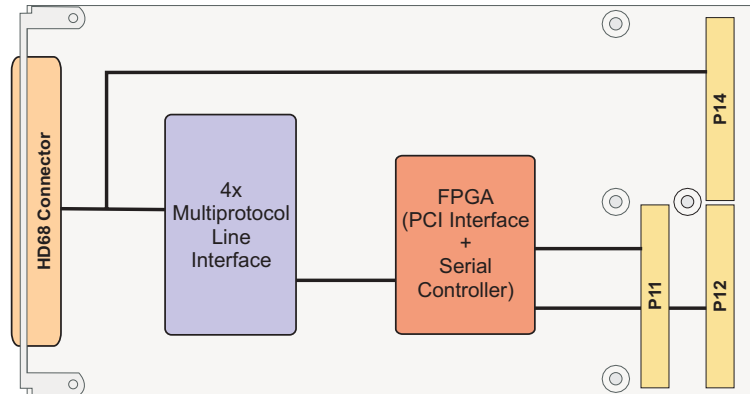 HD68 Connector
4x
Multiprotocol
Line
Interface
FPGA
(PCI Interface
+
Serial
Controller)
P14
P11
P12